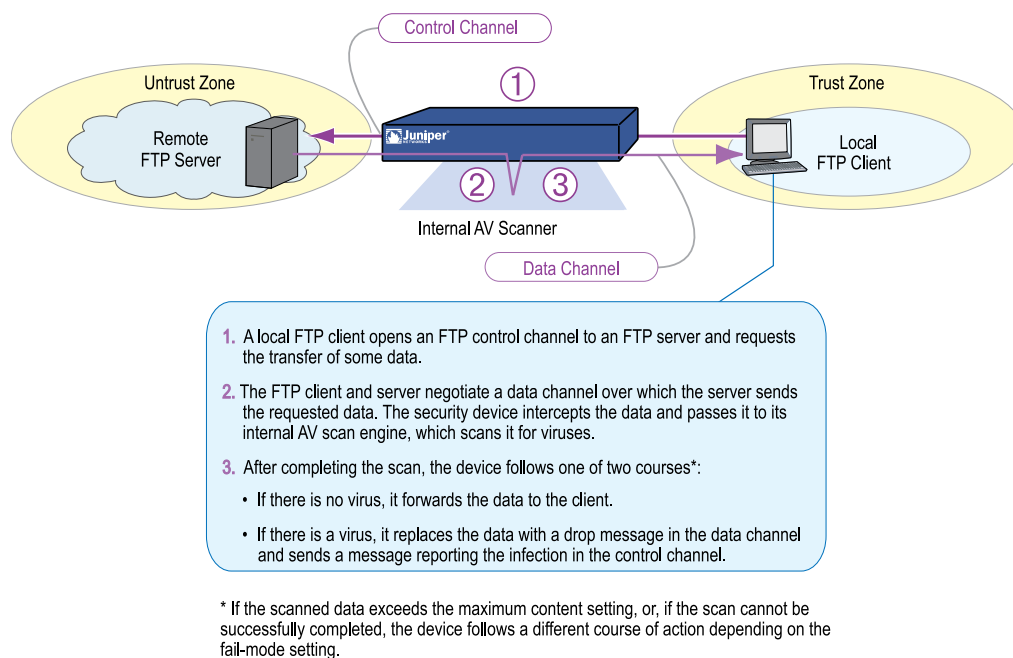 Control Channel
Untrust Zone
Trust Zone
1
Juniper
NETWORKS
Remote
FTP Server
Local
FTP Client
2
3
Internal AV Scanner
Data Channel
1. A local FTP client opens an FTP control channel to an FTP server and requests
the transfer of some data.
2. The FTP client and server negotiate a data channel over which the server sends
the requested data. The security device intercepts the data and passes it to its
internal AV scan engine, which scans it for viruses.
3. After completing the scan, the device follows one of two courses*:
• If there is no virus, it forwards the data to the client.
• If there is a virus, it replaces the data with a drop message in the data channel
and sends a message reporting the infection in the control channel.
* If the scanned data exceeds the maximum content setting, or, if the scan cannot be
successfully completed, the device follows a different course of action depending on the
fail-mode setting.